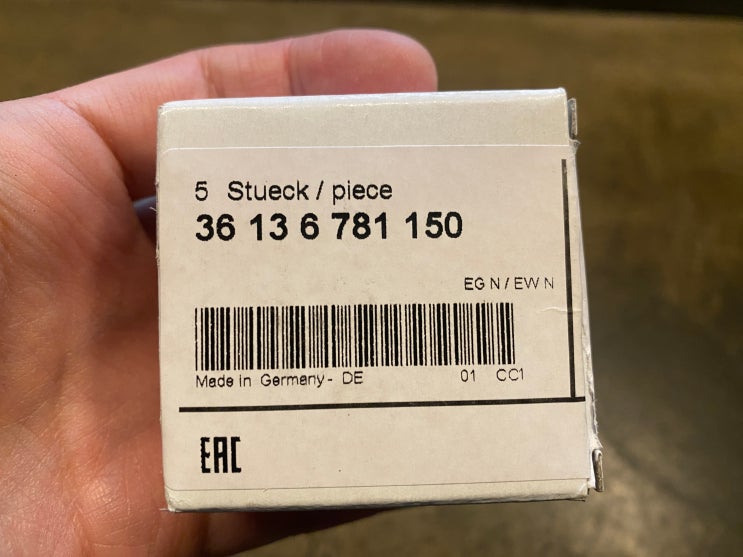 5 Stueck / piece
36 13 6 781 150
EG N / EW N
Made in Germany - DE 01 CC1
EAC